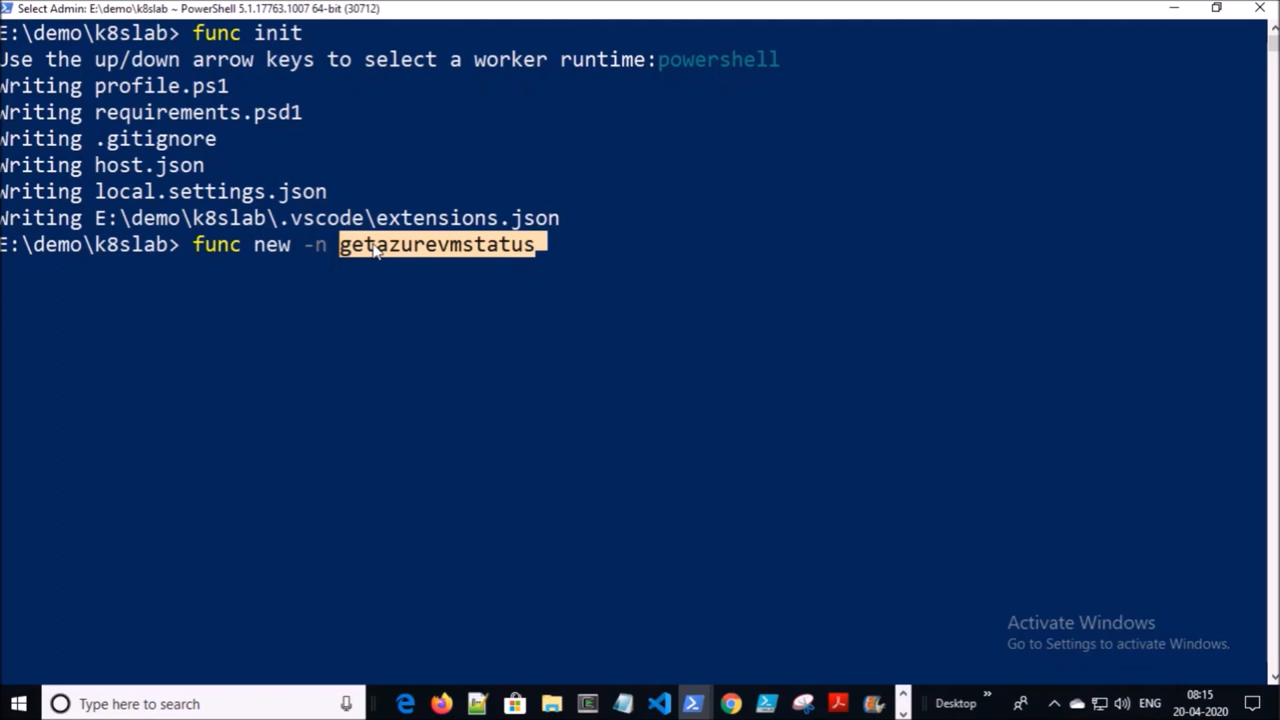 Select Admin: E:\demo\k8slab ~ PowerShell 5.1.17763.1007 64-bit (30712)
E:\demo\k8slab> func init
Use the up/down arrow keys to select a worker runtime:powershell
Writing profile.ps1
Writing requirements.psd1
Writing .gitignore
Writing host.json
Writing local.settings.json
Writing E:\demo\k8slab\.vscode\extensions.json
E:\demo\k8slab> func new -n getazurevmstatus
Activate Windows
Go to Settings to activate Windows.
Type here to search
Desktop
ENG
08:15
20-04-2020